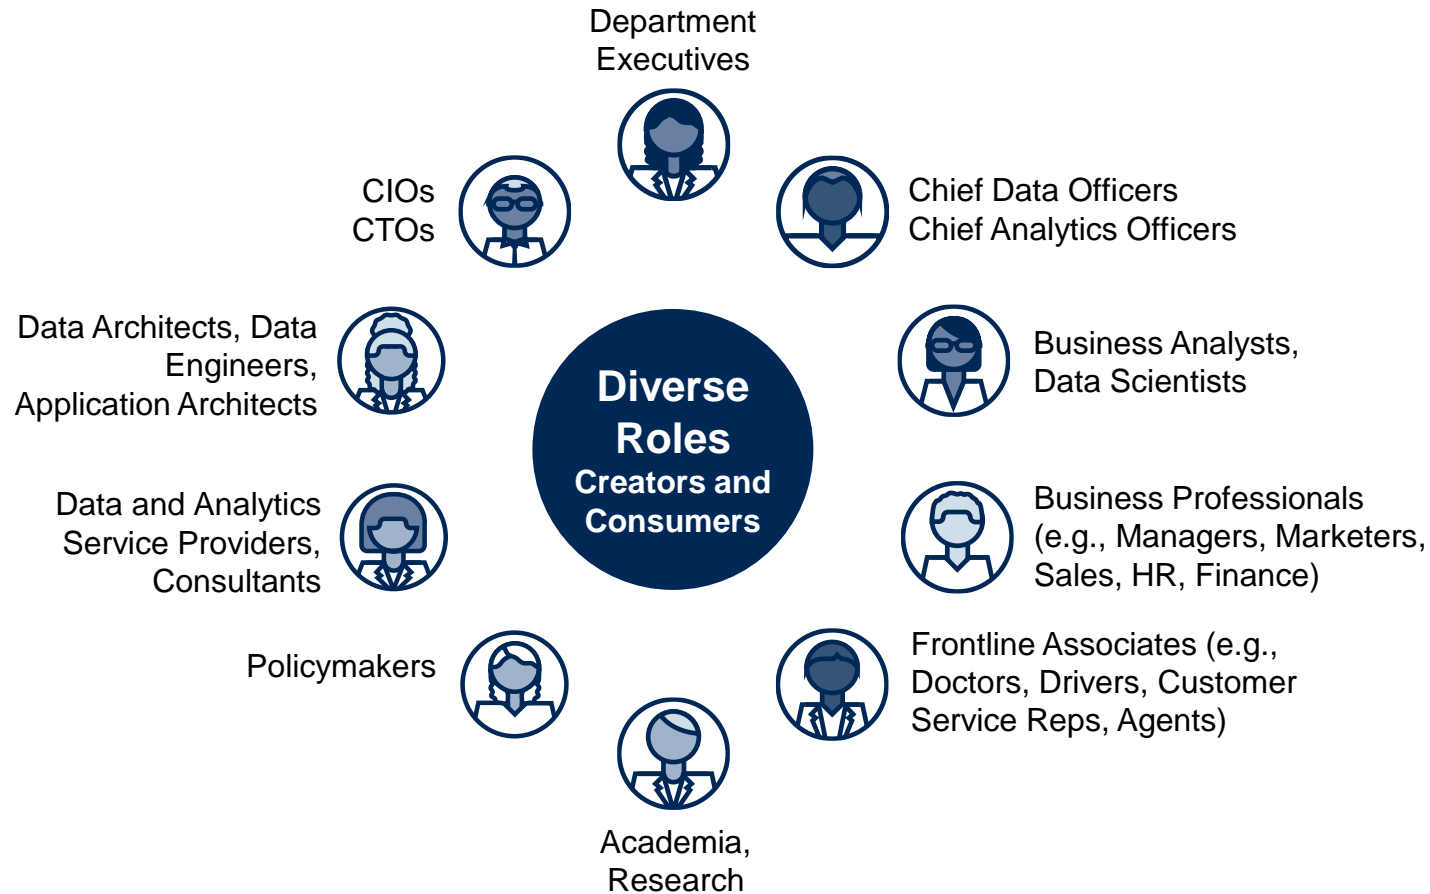 Department
Executives
CIOs
CTOs
Chief Data Officers
Chief Analytics Officers
Data Architects, Data
Engineers,
Application Architects
Business Analysts,
Data Scientists
Diverse
Roles
Creators and
Consumers
Data and Analytics
Service Providers,
Consultants
Business Professionals
(e.g., Managers, Marketers,
Sales, HR, Finance)
Policymakers
Frontline Associates (e.g.,
Doctors, Drivers, Customer
Service Reps, Agents)
Academia,
Research